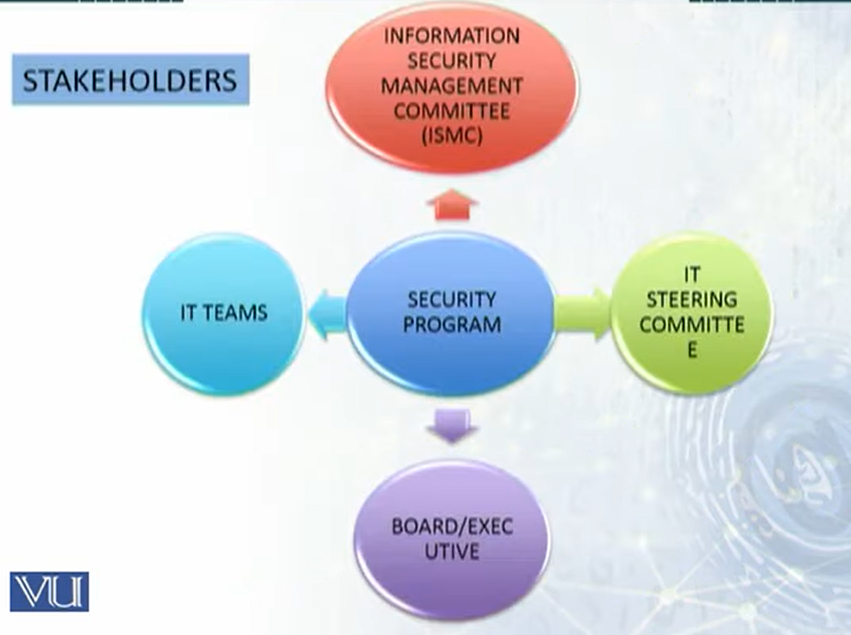 STAKEHOLDERS
INFORMATION
SECURITY
MANAGEMENT
COMMITTEE
(ISMC)
IT TEAMS
SECURITY
PROGRAM
IT
STEERING
COMMITTE
E
BOARD/EXEC
UTIVE
VU